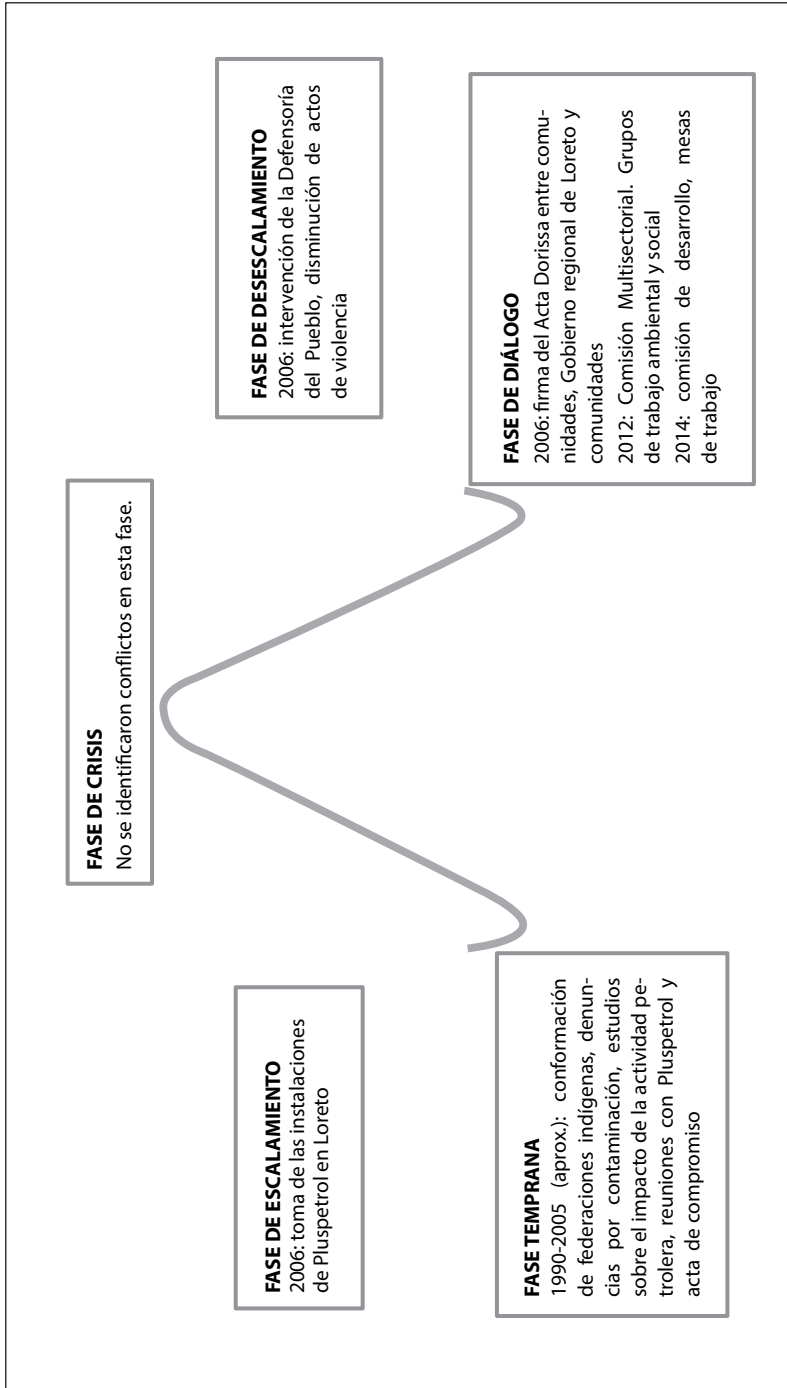 FASE DE CRISIS
No se identificaron conflictos en esta fase.
FASE DE ESCALAMIENTO
2006: toma de las instalaciones
de Pluspetrol en Loreto
FASE DE DESESCALAMIENTO
2006: intervención de la Defensoría
del Pueblo, disminución de actos
de violencia
FASE TEMPRANA
1990-2005 (aprox.): conformación
de federaciones indígenas, denun-
cias por contaminación, estudios
sobre el impacto de la actividad pe-
trolera, reuniones con Pluspetrol y
acta de compromiso
FASE DE DIÁLOGO
2006: firma del Acta Dorissa entre comu-
nidades, Gobierno regional de Loreto y
comunidades
2012: Comisión Multisectorial. Grupos
de trabajo ambiental y social
2014: comisión de desarrollo, mesas
de trabajo